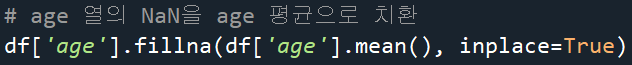 # age 열의 NaN을 age 평균으로 치환
df['age'].fillna(df['age'].mean(), inplace=True)